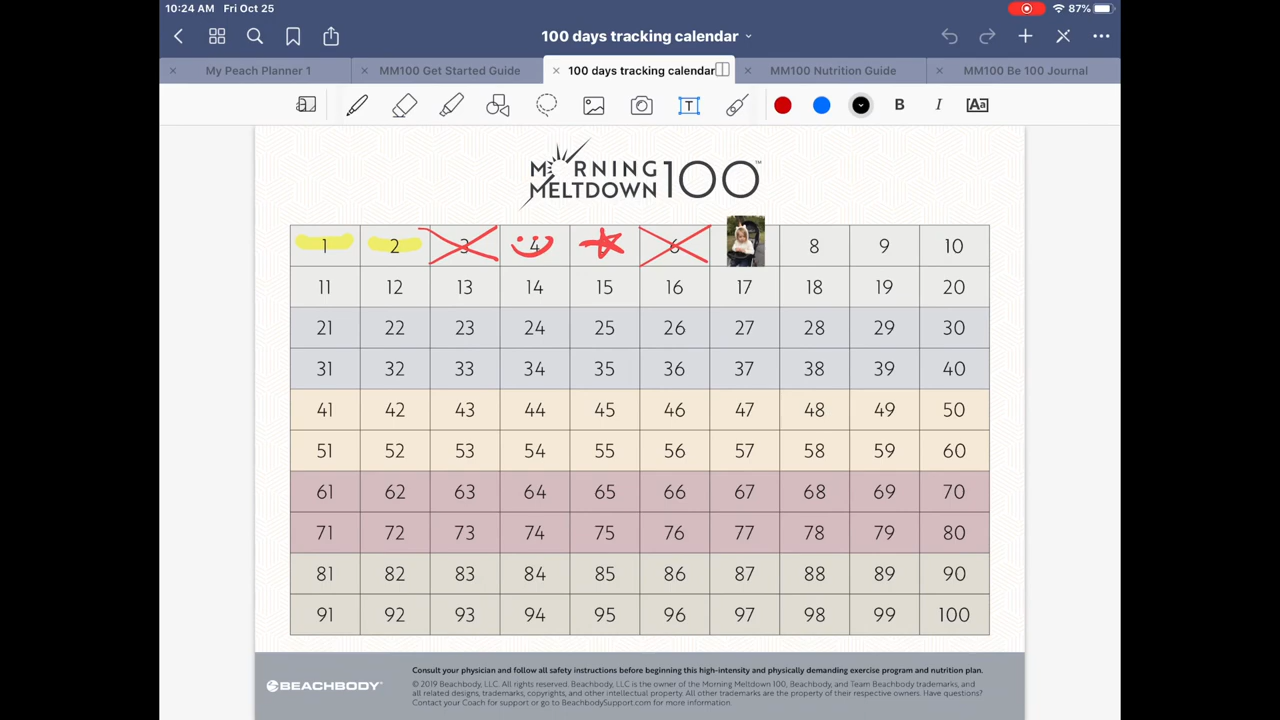 10:24 AM Fri Oct 25
87%
100 days tracking calendar
My Peach Planner 1
MM100 Get Started Guide
100 days tracking calendar
MM100 Nutrition Guide
MM100 Be 100 Journal
T
B I Aa
MORNING
MELTDOWN 100™
1 2 3 4 6 8 9 10
11 12 13 14 15 16 17 18 19 20
21 22 23 24 25 26 27 28 29 30
31 32 33 34 35 36 37 38 39 40
41 42 43 44 45 46 47 48 49 50
51 52 53 54 55 56 57 58 59 60
61 62 63 64 65 66 67 68 69 70
71 72 73 74 75 76 77 78 79 80
81 82 83 84 85 86 87 88 89 90
91 92 93 94 95 96 97 98 99 100
BEACHBODY
Consult your physician and follow all safety instructions before beginning this high-intensity and physically demanding exercise program and nutrition plan.
© 2019 Beachbody, LLC. All rights reserved. Beachbody, LLC is the owner of the Morning Meltdown 100, Beachbody, and Team Beachbody trademarks, and
all related designs, trademarks, copyrights, and other intellectual property. All other trademarks are the property of their respective owners. Have questions?
Contact your Coach for support or go to BeachbodySupport.com for more information.